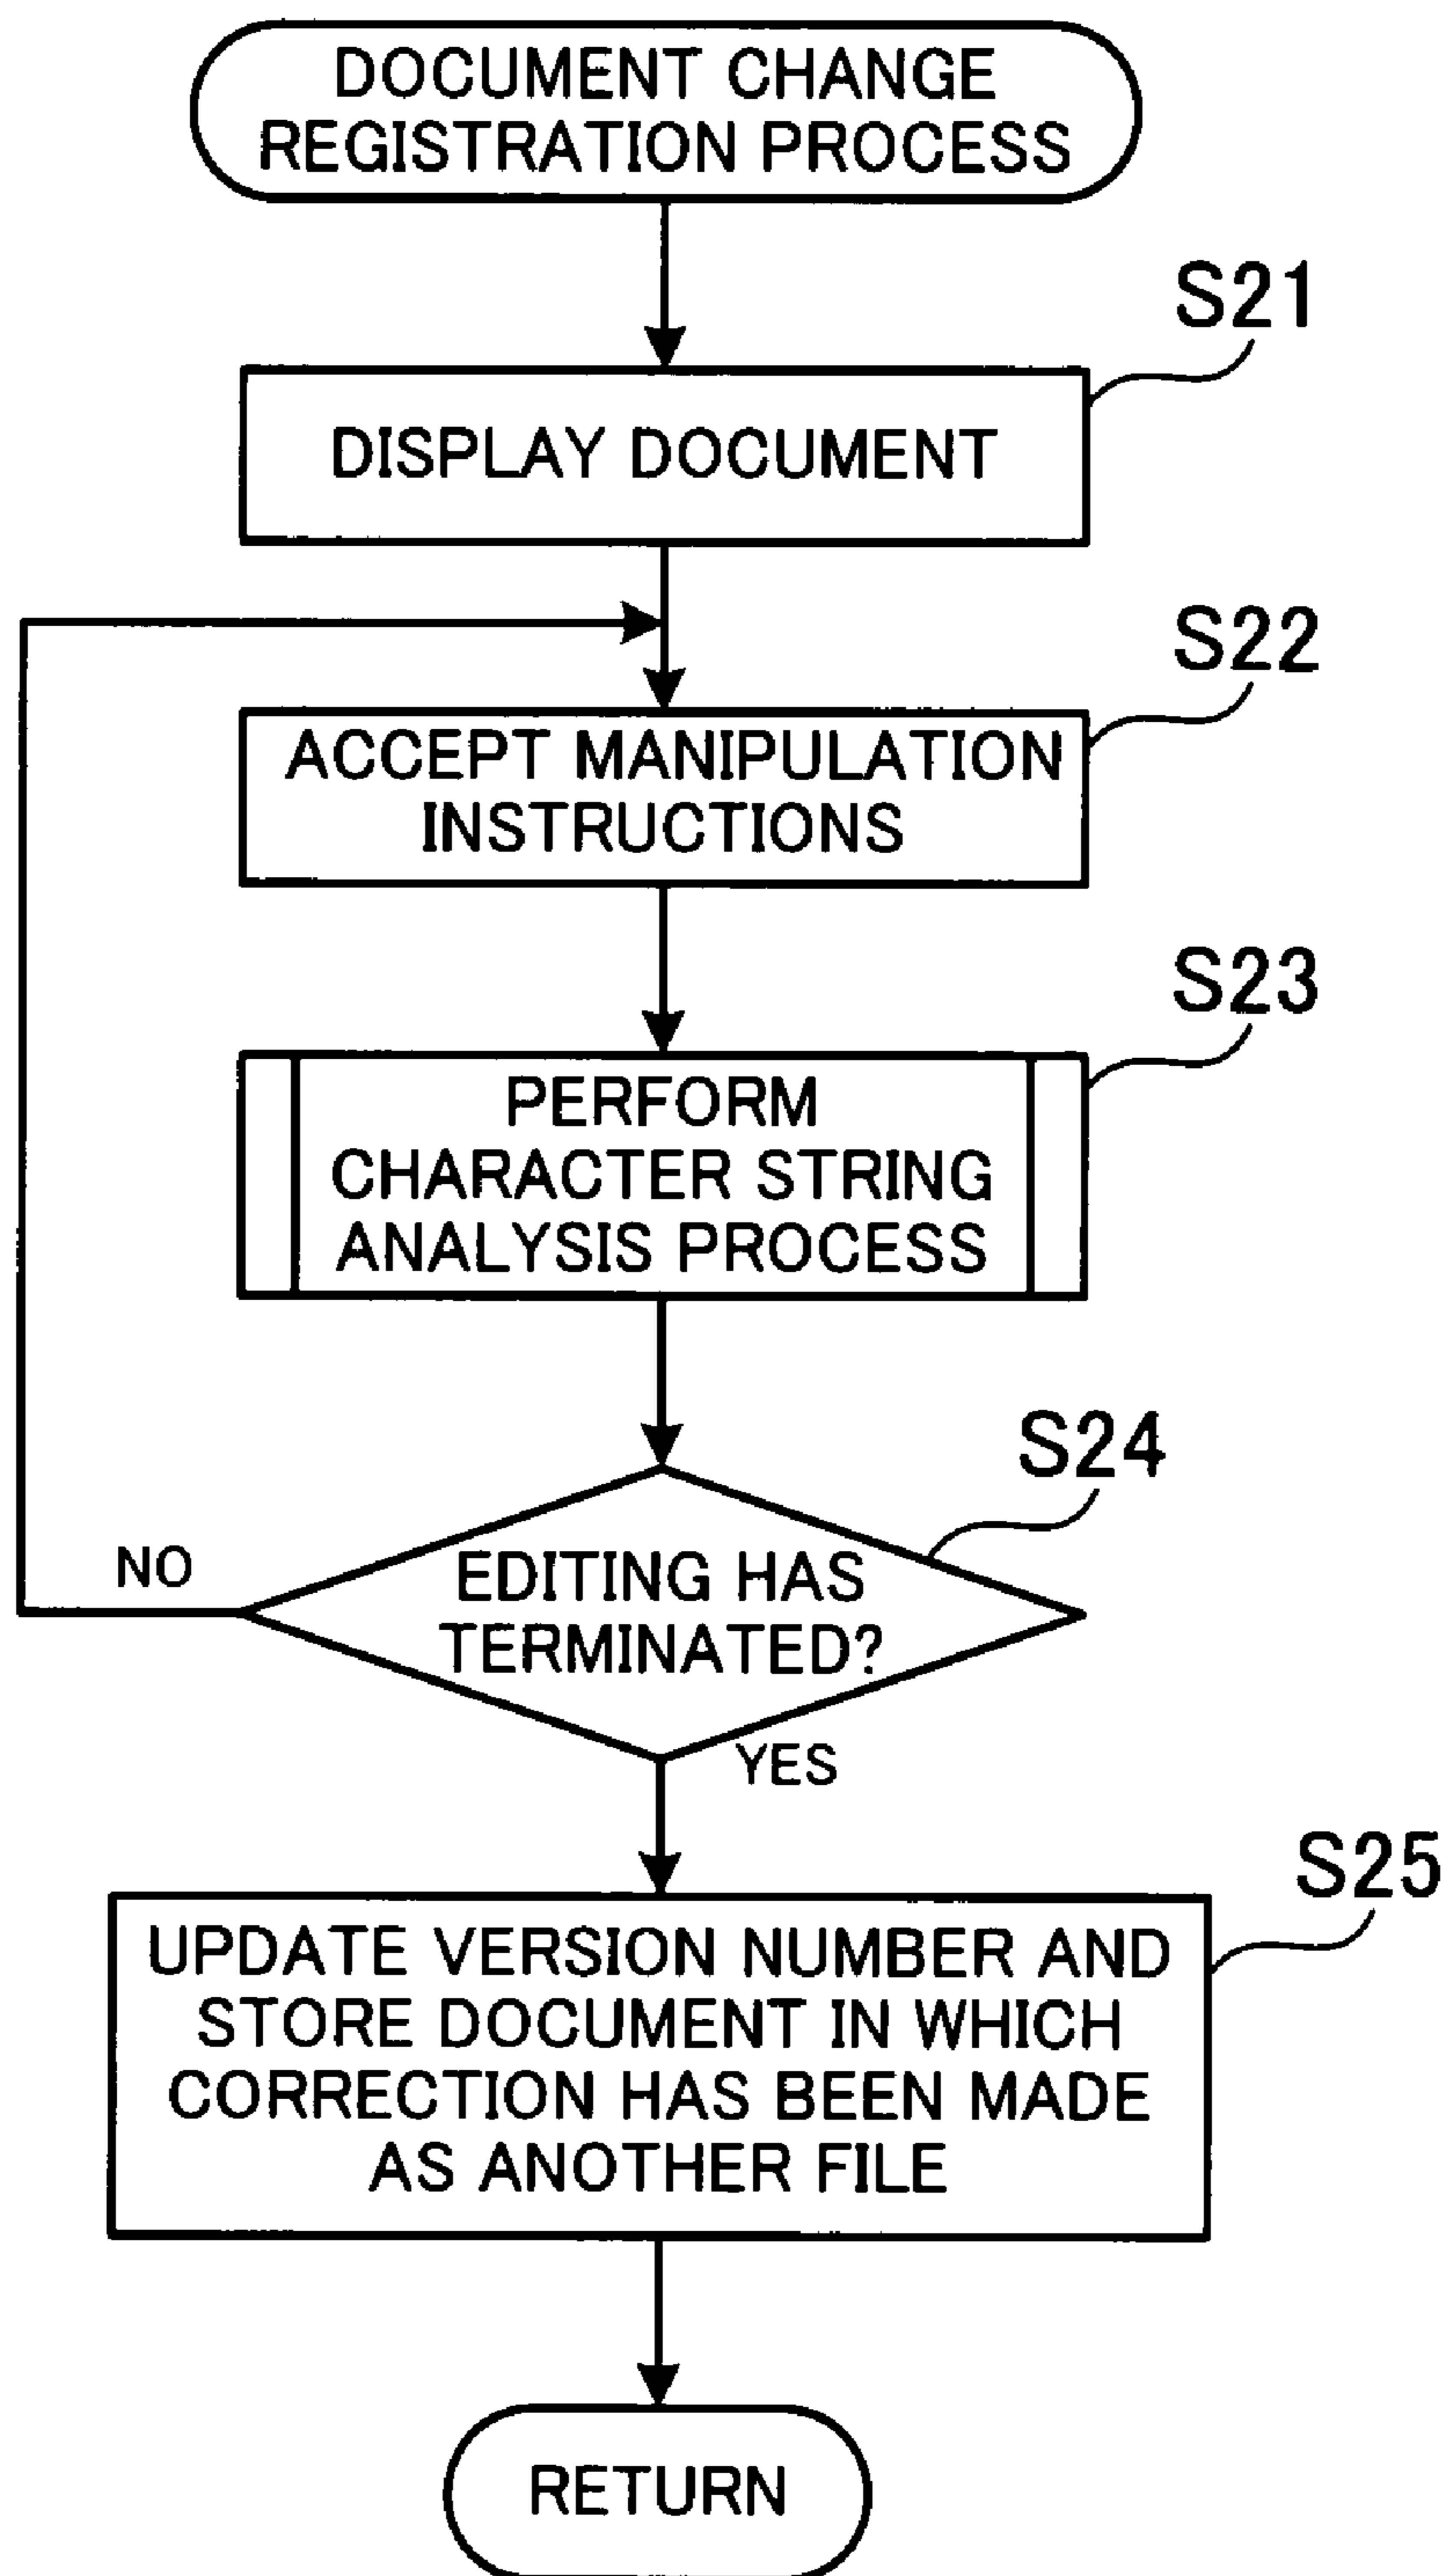 DOCUMENT CHANGE
REGISTRATION PROCESS
S21
DISPLAY DOCUMENT
S22
ACCEPT MANIPULATION
INSTRUCTIONS
S23
PERFORM
CHARACTER STRING
ANALYSIS PROCESS
S24
NO
EDITING HAS
TERMINATED?
YES
S25
UPDATE VERSION NUMBER AND
STORE DOCUMENT IN WHICH
CORRECTION HAS BEEN MADE
AS ANOTHER FILE
RETURN